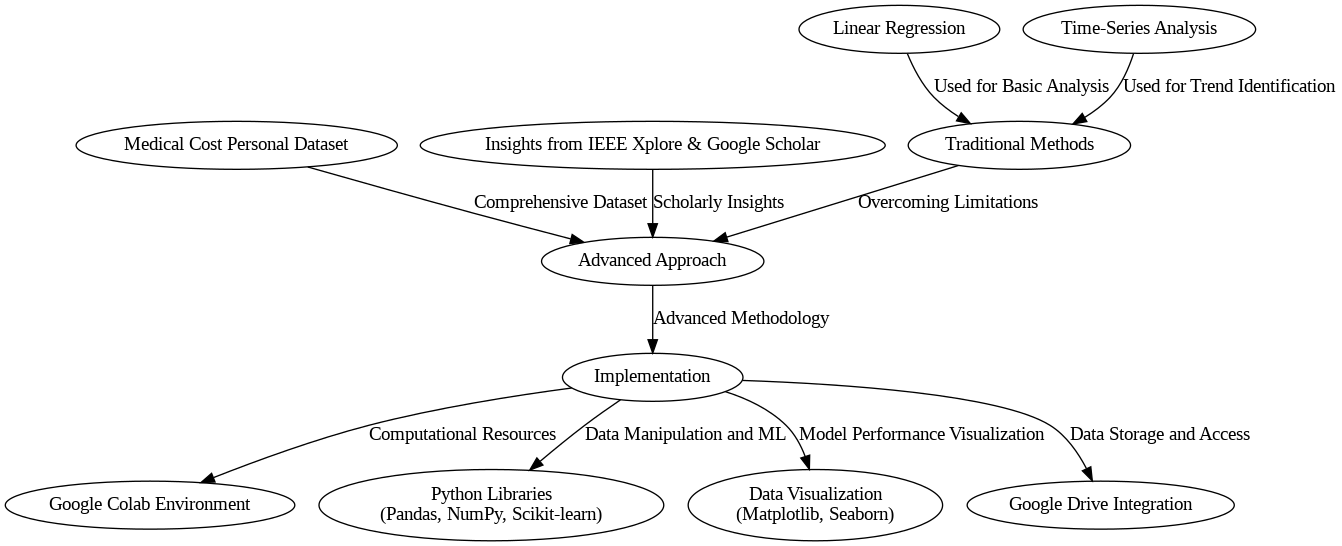 Linear Regression
Time-Series Analysis
Used for Basic Analysis
Used for Trend Identification
Medical Cost Personal Dataset
Insights from IEEE Xplore & Google Scholar
Traditional Methods
Comprehensive Dataset
Scholarly Insights
Overcoming Limitations
Advanced Approach
Advanced Methodology
Implementation
Computational Resources
Data Manipulation and ML
Model Performance Visualization
Data Storage and Access
Google Colab Environment
Python Libraries
(Pandas, NumPy, Scikit-learn)
Data Visualization
(Matplotlib, Seaborn)
Google Drive Integration